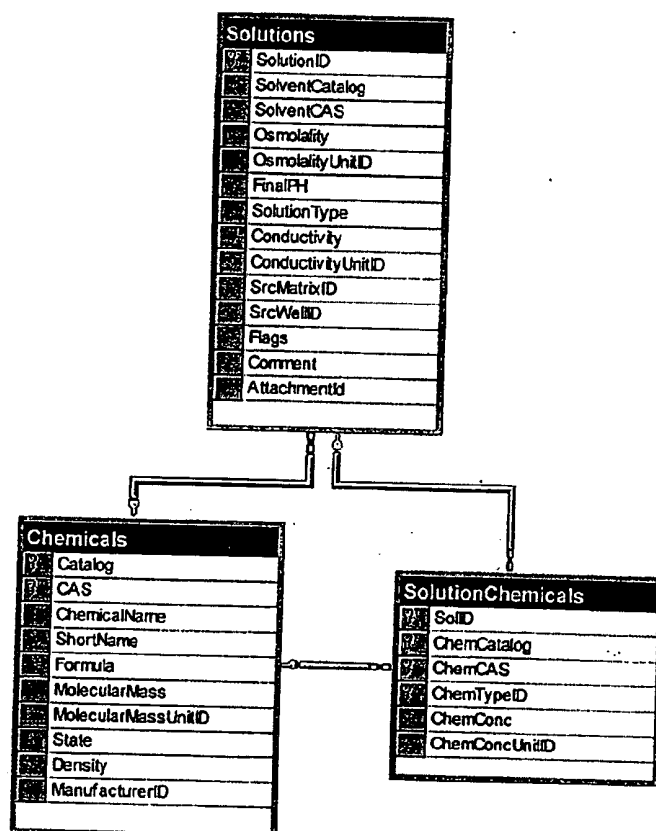 Solutions
SolutionID
SolventCatalog
SolventCAS
Osmolality
OsmolalityUnitID
FinalPH
SolutionType
Conductivity
ConductivityUnitID
SrcMatrixID
SrcWellID
Flags
Comment
AttachmentId
Chemicals
Catalog
CAS
ChemicalName
ShortName
Formula
MolecularMass
MolecularMassUnitID
State
Density
ManufacturerID
SolutionChemicals
SolID
ChemCatalog
ChemCAS
ChemTypeID
ChemConc
ChemConcUnitID